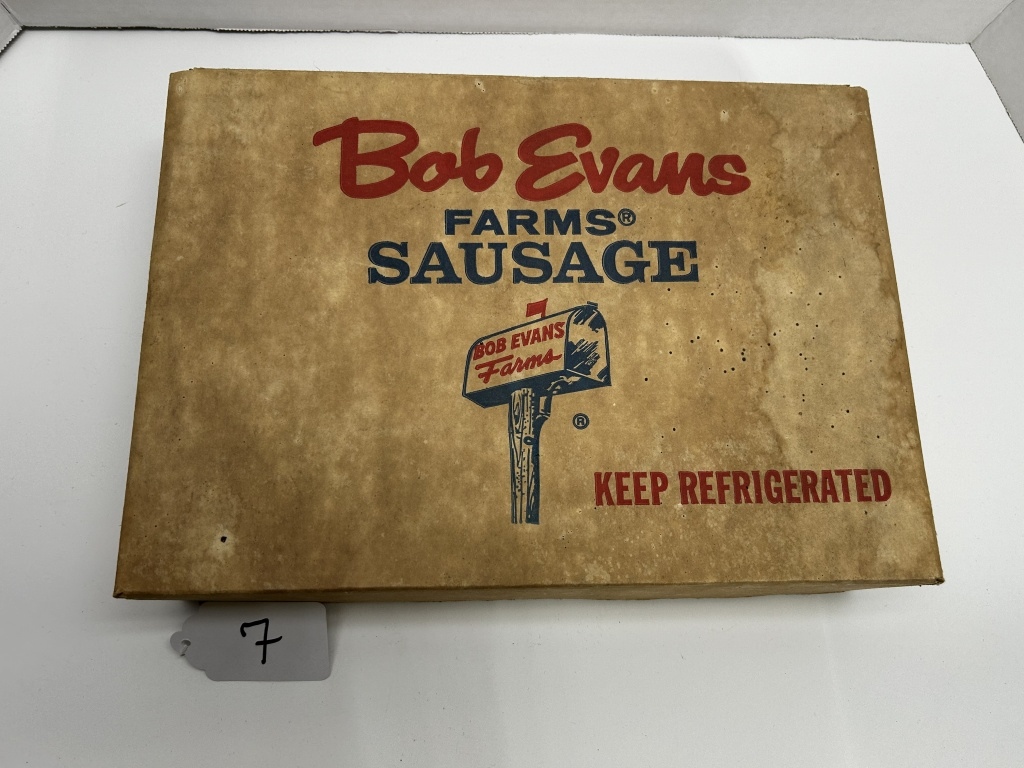 Bob Evans
FARMS®
SAUSAGE
BOB EVANS
Farms
®
KEEP REFRIGERATED
7